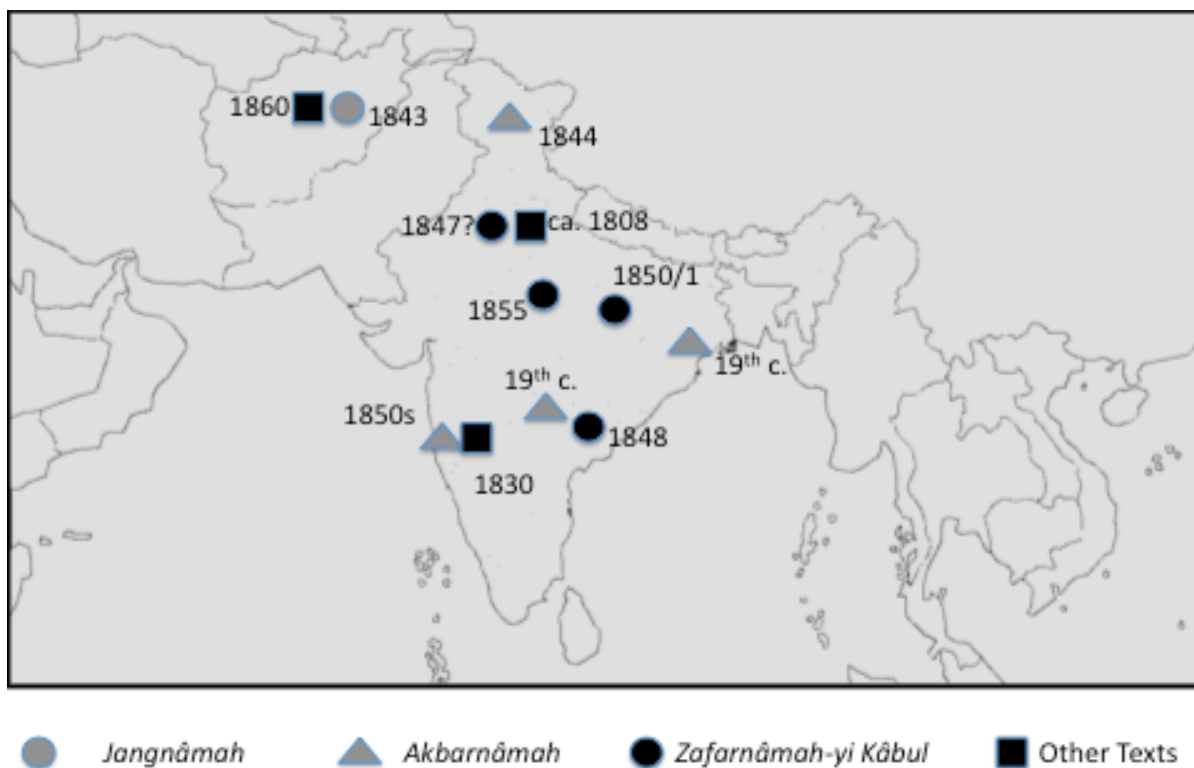 1860
1843
1844
1847?
ca. 1808
1850/1
1855
19th c.
19th c.
1850s
1848
1830
Jangnâmah
Akbarnâmah
Zafarnâmah-yi Kâbul
Other Texts